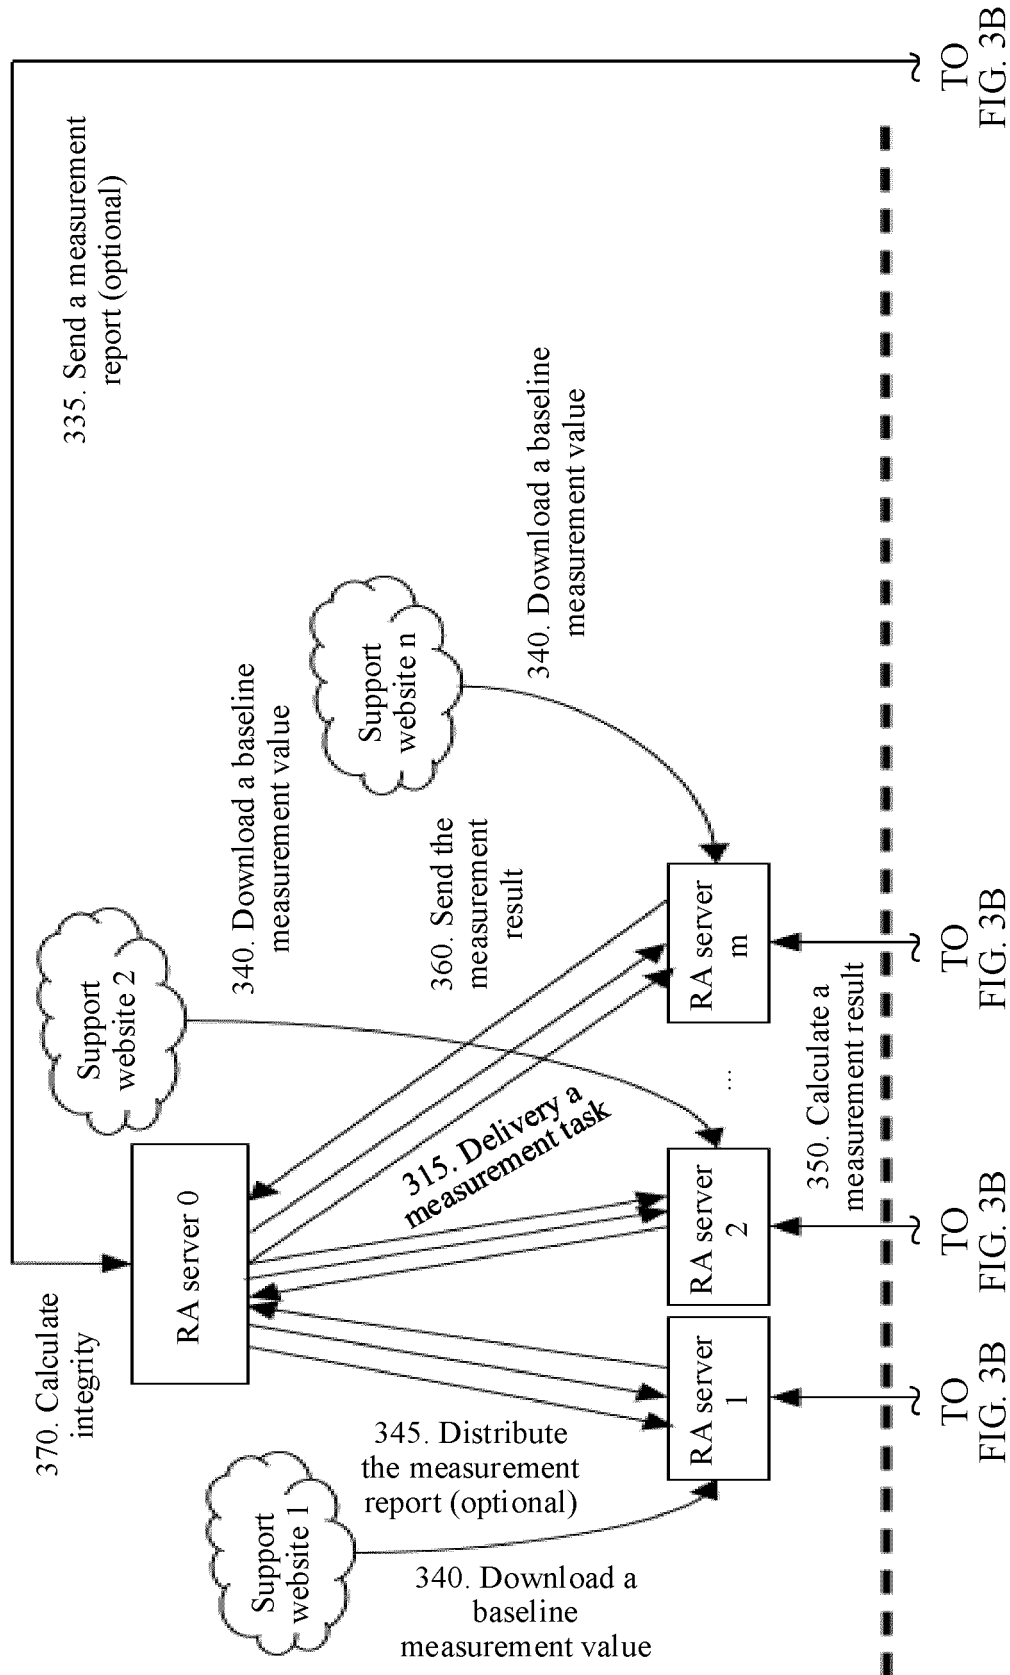 370. Calculate
integrity
335. Send a measurement
report (optional)
RA server 0
Support
website 2
340. Download a baseline
measurement value
Support
website 1
Support
website n
345. Distribute
the measurement
report (optional)
315. Delivery a
measurement task
360. Send the
measurement
result
340. Download a baseline
measurement value
340. Download a
baseline
measurement value
RA server
1
RA server
2
...
RA server
m
350. Calculate a
measurement result
TO
FIG. 3B
TO
FIG. 3B
TO
FIG. 3B
TO
FIG. 3B